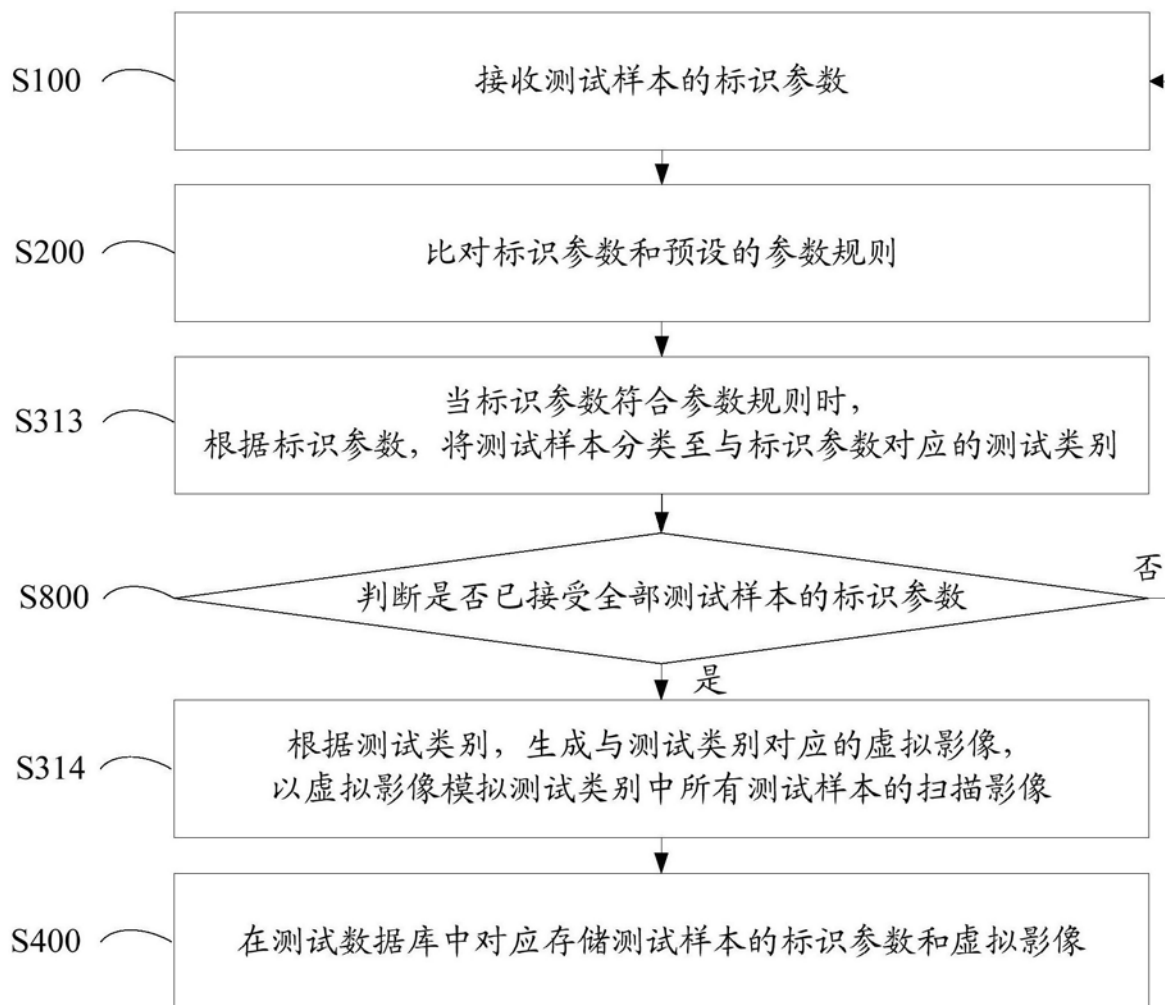 S100
接收测试样本的标识参数
S200
比对标识参数和预设的参数规则
S313
当标识参数符合参数规则时，
根据标识参数，将测试样本分类至与标识参数对应的测试类别
S800
判断是否已接受全部测试样本的标识参数
否
是
S314
根据测试类别，生成与测试类别对应的虚拟影像，
以虚拟影像模拟测试类别中所有测试样本的扫描影像
S400
在测试数据库中对应存储测试样本的标识参数和虚拟影像